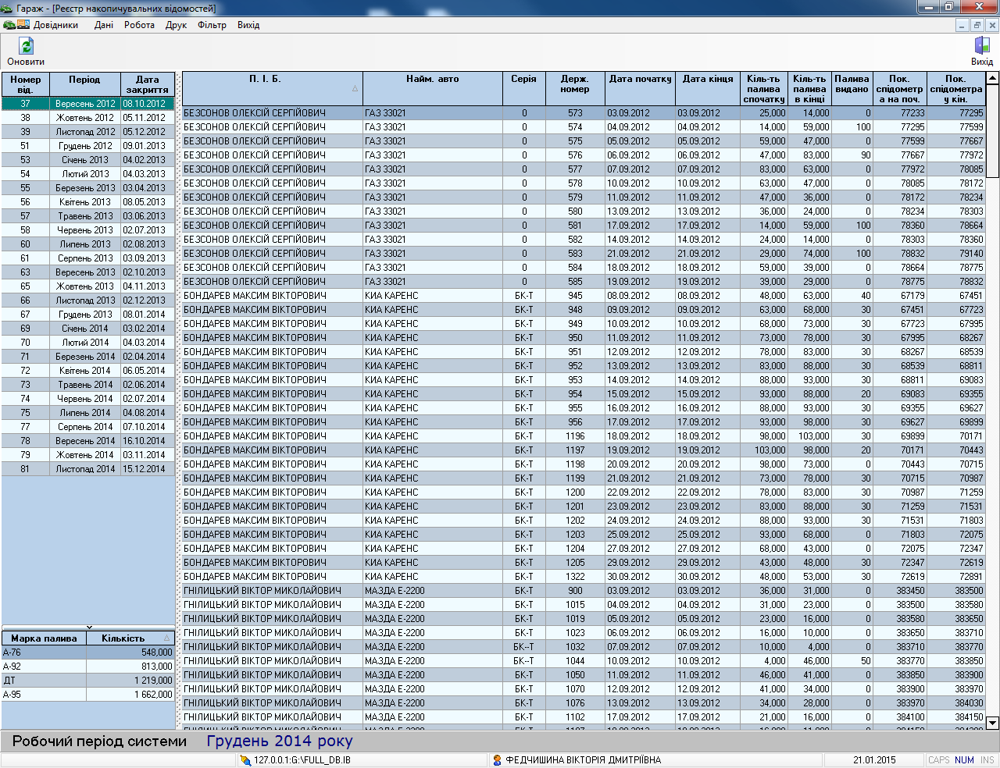 Гараж - [Реєстр накопичувальних відомостей]
Довідники Дані Робота Друк Фільтр Вихід
Оновити Вихід
Номер від. Період Дата закриття
37 Вересень 2012 08.10.2012
38 Жовтень 2012 05.11.2012
39 Листопад 2012 05.12.2012
51 Грудень 2012 09.01.2013
53 Січень 2013 04.02.2013
54 Лютий 2013 04.03.2013
55 Березень 2013 03.04.2013
56 Квітень 2013 08.05.2013
57 Травень 2013 03.06.2013
58 Червень 2013 02.07.2013
60 Липень 2013 02.08.2013
61 Серпень 2013 03.09.2013
63 Вересень 2013 02.10.2013
65 Жовтень 2013 04.11.2013
66 Листопад 2013 02.12.2013
67 Грудень 2013 08.01.2014
69 Січень 2014 03.02.2014
70 Лютий 2014 04.03.2014
71 Березень 2014 02.04.2014
72 Квітень 2014 06.05.2014
73 Травень 2014 02.06.2014
74 Червень 2014 02.07.2014
75 Липень 2014 04.08.2014
77 Серпень 2014 07.10.2014
78 Вересень 2014 16.10.2014
79 Жовтень 2014 03.11.2014
81 Листопад 2014 15.12.2014
Марка палива Кількість
А-76 548,000
А-92 813,000
ДТ 1 219,000
А-95 1 662,000
П. І. Б. Найм. авто Серія Держ. номер Дата початку Дата кінця Кіль-ть палива спочатку Кіль-ть палива в кінці Палива видано Пок. спідометр а на поч. Пок. спідометра у кін.
БЕЗСОНОВ ОЛЕКСІЙ СЕРГІЙОВИЧ ГАЗ 33021 0 573 03.09.2012 03.09.2012 25,000 14,000 0 77233 77295
БЕЗСОНОВ ОЛЕКСІЙ СЕРГІЙОВИЧ ГАЗ 33021 0 574 04.09.2012 04.09.2012 14,000 59,000 100 77295 77599
БЕЗСОНОВ ОЛЕКСІЙ СЕРГІЙОВИЧ ГАЗ 33021 0 575 05.09.2012 05.09.2012 59,000 47,000 0 77599 77667
БЕЗСОНОВ ОЛЕКСІЙ СЕРГІЙОВИЧ ГАЗ 33021 0 576 06.09.2012 06.09.2012 47,000 83,000 90 77667 77972
БЕЗСОНОВ ОЛЕКСІЙ СЕРГІЙОВИЧ ГАЗ 33021 0 577 07.09.2012 07.09.2012 83,000 63,000 0 77972 78085
БЕЗСОНОВ ОЛЕКСІЙ СЕРГІЙОВИЧ ГАЗ 33021 0 578 10.09.2012 10.09.2012 63,000 47,000 0 78085 78172
БЕЗСОНОВ ОЛЕКСІЙ СЕРГІЙОВИЧ ГАЗ 33021 0 579 11.09.2012 11.09.2012 47,000 36,000 0 78172 78234
БЕЗСОНОВ ОЛЕКСІЙ СЕРГІЙОВИЧ ГАЗ 33021 0 580 13.09.2012 13.09.2012 36,000 24,000 0 78234 78303
БЕЗСОНОВ ОЛЕКСІЙ СЕРГІЙОВИЧ ГАЗ 33021 0 581 17.09.2012 17.09.2012 14,000 59,000 100 78360 78664
БЕЗСОНОВ ОЛЕКСІЙ СЕРГІЙОВИЧ ГАЗ 33021 0 582 14.09.2012 14.09.2012 24,000 14,000 0 78303 78360
БЕЗСОНОВ ОЛЕКСІЙ СЕРГІЙОВИЧ ГАЗ 33021 0 583 21.09.2012 21.09.2012 29,000 74,000 100 78832 79140
БЕЗСОНОВ ОЛЕКСІЙ СЕРГІЙОВИЧ ГАЗ 33021 0 584 18.09.2012 18.09.2012 59,000 39,000 0 78664 78775
БЕЗСОНОВ ОЛЕКСІЙ СЕРГІЙОВИЧ ГАЗ 33021 0 585 19.09.2012 19.09.2012 39,000 29,000 0 78775 78832
БОНДАРЕВ МАКСИМ ВІКТОРОВИЧ КИА КАРЕНС БК-Т 945 08.09.2012 08.09.2012 48,000 63,000 40 67179 67451
БОНДАРЕВ МАКСИМ ВІКТОРОВИЧ КИА КАРЕНС БК-Т 948 09.09.2012 09.09.2012 63,000 68,000 30 67451 67723
БОНДАРЕВ МАКСИМ ВІКТОРОВИЧ КИА КАРЕНС БК-Т 949 10.09.2012 10.09.2012 68,000 73,000 30 67723 67995
БОНДАРЕВ МАКСИМ ВІКТОРОВИЧ КИА КАРЕНС БК-Т 950 11.09.2012 11.09.2012 73,000 78,000 30 67995 68267
БОНДАРЕВ МАКСИМ ВІКТОРОВИЧ КИА КАРЕНС БК-Т 951 12.09.2012 12.09.2012 78,000 83,000 30 68267 68539
БОНДАРЕВ МАКСИМ ВІКТОРОВИЧ КИА КАРЕНС БК-Т 952 13.09.2012 13.09.2012 83,000 88,000 30 68539 68811
БОНДАРЕВ МАКСИМ ВІКТОРОВИЧ КИА КАРЕНС БК-Т 953 14.09.2012 14.09.2012 88,000 93,000 30 68811 69083
БОНДАРЕВ МАКСИМ ВІКТОРОВИЧ КИА КАРЕНС БК-Т 954 15.09.2012 15.09.2012 93,000 88,000 20 69083 69355
БОНДАРЕВ МАКСИМ ВІКТОРОВИЧ КИА КАРЕНС БК-Т 955 16.09.2012 16.09.2012 88,000 93,000 30 69355 69627
БОНДАРЕВ МАКСИМ ВІКТОРОВИЧ КИА КАРЕНС БК-Т 956 17.09.2012 17.09.2012 93,000 98,000 30 69627 69899
БОНДАРЕВ МАКСИМ ВІКТОРОВИЧ КИА КАРЕНС БК-Т 1196 18.09.2012 18.09.2012 98,000 103,000 30 69899 70171
БОНДАРЕВ МАКСИМ ВІКТОРОВИЧ КИА КАРЕНС БК-Т 1197 19.09.2012 19.09.2012 103,000 98,000 20 70171 70443
БОНДАРЕВ МАКСИМ ВІКТОРОВИЧ КИА КАРЕНС БК-Т 1198 20.09.2012 20.09.2012 98,000 73,000 0 70443 70715
БОНДАРЕВ МАКСИМ ВІКТОРОВИЧ КИА КАРЕНС БК-Т 1199 21.09.2012 21.09.2012 73,000 78,000 30 70715 70987
БОНДАРЕВ МАКСИМ ВІКТОРОВИЧ КИА КАРЕНС БК-Т 1200 22.09.2012 22.09.2012 78,000 83,000 30 70987 71259
БОНДАРЕВ МАКСИМ ВІКТОРОВИЧ КИА КАРЕНС БК-Т 1201 23.09.2012 23.09.2012 83,000 88,000 30 71259 71531
БОНДАРЕВ МАКСИМ ВІКТОРОВИЧ КИА КАРЕНС БК-Т 1202 24.09.2012 24.09.2012 88,000 93,000 30 71531 71803
БОНДАРЕВ МАКСИМ ВІКТОРОВИЧ КИА КАРЕНС БК-Т 1203 25.09.2012 25.09.2012 93,000 68,000 0 71803 72075
БОНДАРЕВ МАКСИМ ВІКТОРОВИЧ КИА КАРЕНС БК-Т 1204 27.09.2012 27.09.2012 68,000 43,000 0 72075 72347
БОНДАРЕВ МАКСИМ ВІКТОРОВИЧ КИА КАРЕНС БК-Т 1205 29.09.2012 29.09.2012 43,000 48,000 30 72347 72619
БОНДАРЕВ МАКСИМ ВІКТОРОВИЧ КИА КАРЕНС БК-Т 1322 30.09.2012 30.09.2012 48,000 53,000 30 72619 72891
ГНІЛИЦЬКИЙ ВІКТОР МИКОЛАЙОВИЧ МАЗДА Е-2200 БК-Т 900 03.09.2012 03.09.2012 36,000 31,000 0 383450 383500
ГНІЛИЦЬКИЙ ВІКТОР МИКОЛАЙОВИЧ МАЗДА Е-2200 БК-Т 1015 04.09.2012 04.09.2012 31,000 23,000 0 383500 383580
ГНІЛИЦЬКИЙ ВІКТОР МИКОЛАЙОВИЧ МАЗДА Е-2200 БК-Т 1019 05.09.2012 05.09.2012 23,000 16,000 0 383580 383650
ГНІЛИЦЬКИЙ ВІКТОР МИКОЛАЙОВИЧ МАЗДА Е-2200 БК-Т 1023 06.09.2012 06.09.2012 16,000 10,000 0 383650 383710
ГНІЛИЦЬКИЙ ВІКТОР МИКОЛАЙОВИЧ МАЗДА Е-2200 БК--Т 1032 07.09.2012 07.09.2012 10,000 4,000 0 383710 383770
ГНІЛИЦЬКИЙ ВІКТОР МИКОЛАЙОВИЧ МАЗДА Е-2200 БК--Т 1044 10.09.2012 10.09.2012 4,000 46,000 50 383770 383850
ГНІЛИЦЬКИЙ ВІКТОР МИКОЛАЙОВИЧ МАЗДА Е-2200 БК-Т 1050 11.09.2012 11.09.2012 46,000 41,000 0 383850 383900
ГНІЛИЦЬКИЙ ВІКТОР МИКОЛАЙОВИЧ МАЗДА Е-2200 БК-Т 1070 12.09.2012 12.09.2012 41,000 34,000 0 383900 383970
ГНІЛИЦЬКИЙ ВІКТОР МИКОЛАЙОВИЧ МАЗДА Е-2200 БК-Т 1076 13.09.2012 13.09.2012 34,000 28,000 0 383970 384030
ГНІЛИЦЬКИЙ ВІКТОР МИКОЛАЙОВИЧ МАЗДА Е-2200 БК-Т 1102 17.09.2012 17.09.2012 21,000 16,000 0 384100 384150
Робочий період системи Грудень 2014 року
127.0.0.1:G:\FULL_DB.IB ФЕДЧИШИНА ВІКТОРІЯ ДМИТРІЇВНА 21.01.2015 CAPS NUM INS